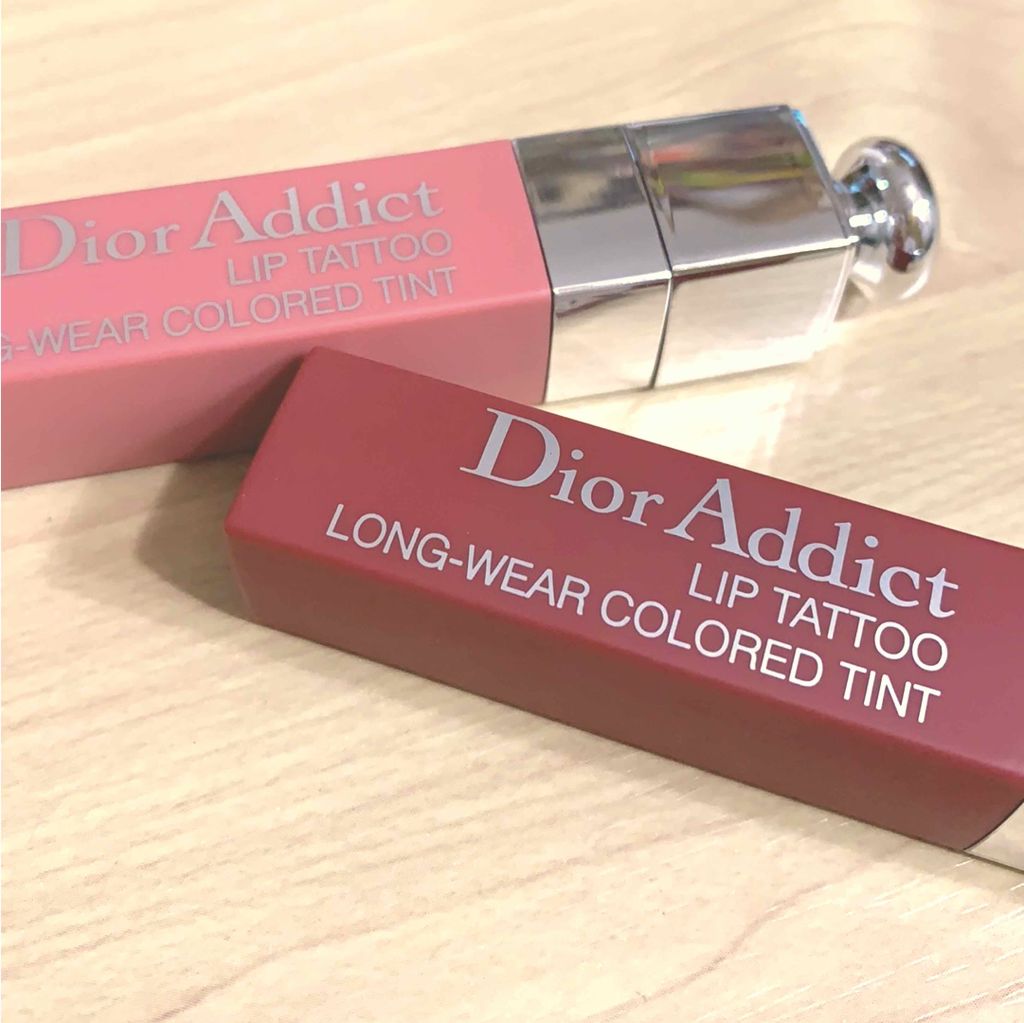 Dior Addict
LIP TATTOO
G-WEAR COLORED TINT
Dior Addict
LIP TATTOO
LONG-WEAR COLORED TINT